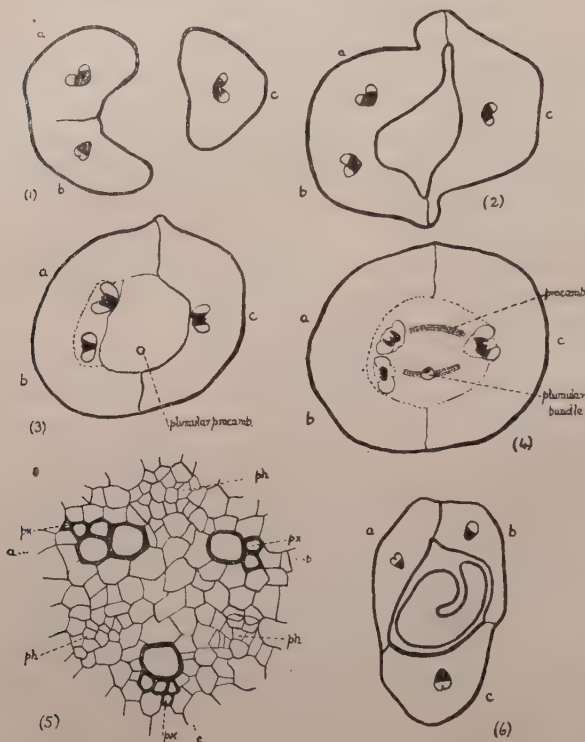 a
c
b
(1)
a
c
b
(2)
a
c
b
plumular procamb.
(3)
a
procamb
c
b
plumular
bundle
(4)
ph
px
px
a
b
ph
ph
(5)
px
c
a
b
c
(6)